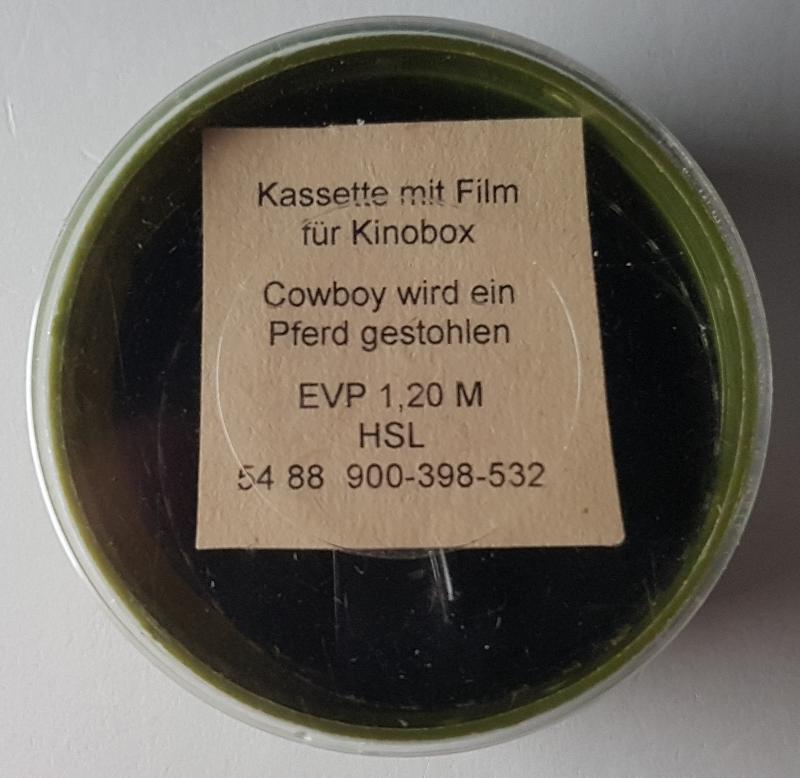 Kassette mit Film
für Kinobox
Cowboy wird ein
Pferd gestohlen
EVP 1,20 M
HSL
54 88 900-398-532